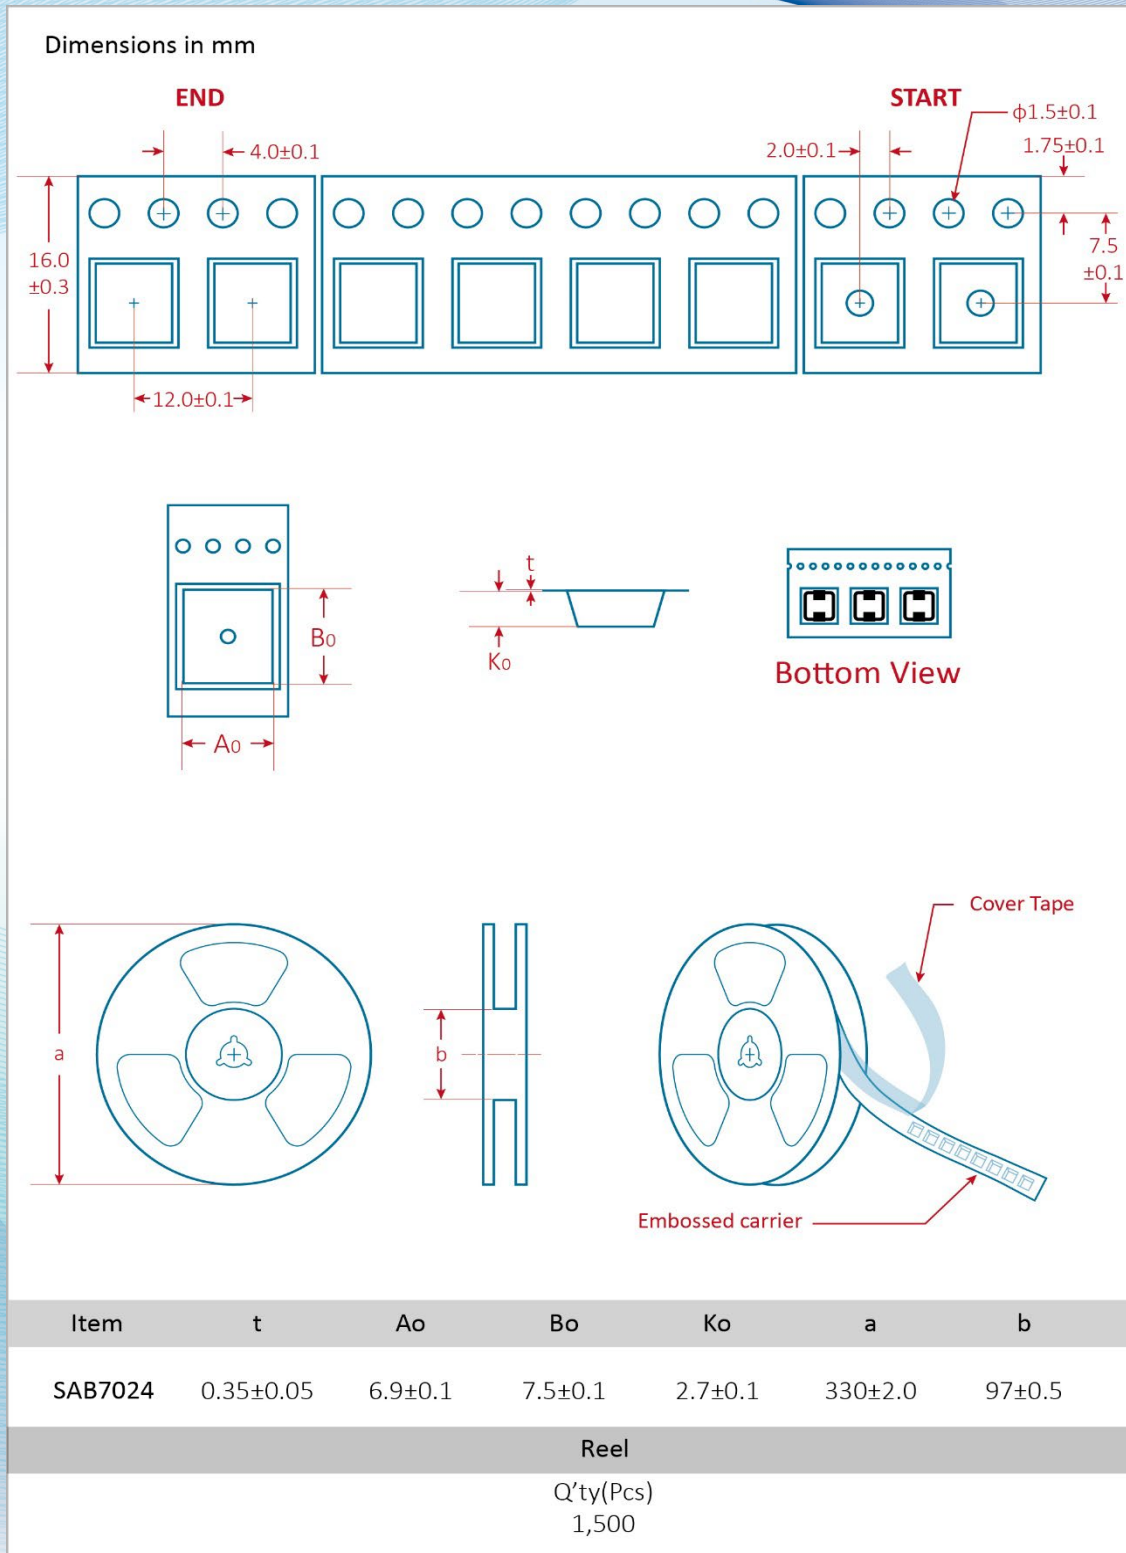 Dimensions in mm
END
START
4.0±0.1
2.0±0.1
ϕ1.5±0.1
1.75±0.1
16.0
±0.3
7.5
±0.1
12.0±0.1
t
B0
K0
A0
Bottom View
Cover Tape
a
b
Embossed carrier
Item t Ao Bo Ko a b
SAB7024 0.35±0.05 6.9±0.1 7.5±0.1 2.7±0.1 330±2.0 97±0.5
Reel
Q’ty(Pcs)
1,500